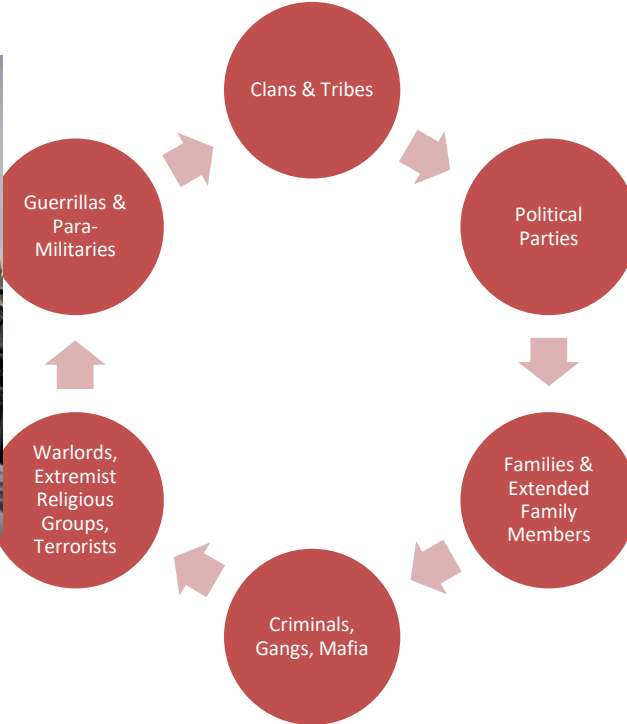 Clans & Tribes
Political
Parties
Families &
Extended
Family
Members
Criminals,
Gangs, Mafia
Warlords,
Extremist
Religious
Groups,
Terrorists
Guerrillas &
Para-
Militaries